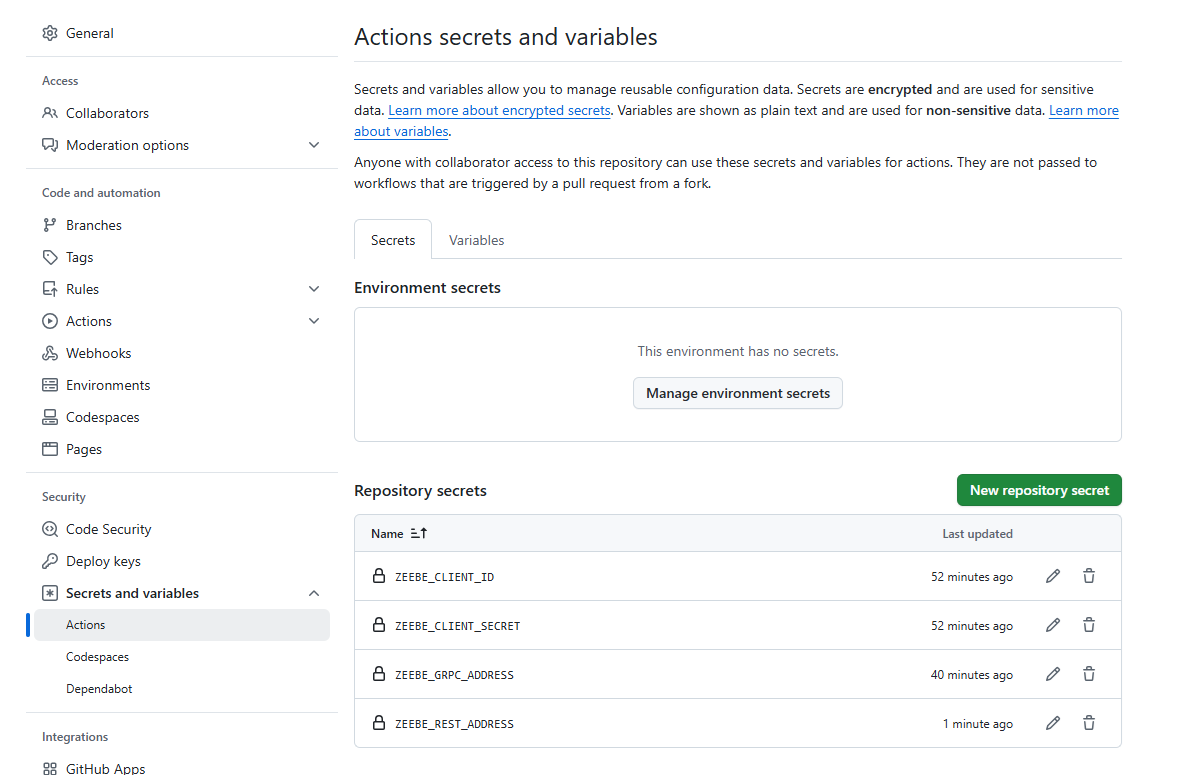 General
Access
Collaborators
Moderation options
Code and automation
Branches
Tags
Rules
Actions
Webhooks
Environments
Codespaces
Pages
Security
Code Security
Deploy keys
Secrets and variables
Actions
Codespaces
Dependabot
Integrations
GitHub Apps
Actions secrets and variables
Secrets and variables allow you to manage reusable configuration data. Secrets are encrypted and are used for sensitive
data. Learn more about encrypted secrets. Variables are shown as plain text and are used for non-sensitive data. Learn more
about variables.
Anyone with collaborator access to this repository can use these secrets and variables for actions. They are not passed to
workflows that are triggered by a pull request from a fork.
Secrets Variables
Environment secrets
This environment has no secrets.
Manage environment secrets
Repository secrets New repository secret
Name Last updated
ZEEBE_CLIENT_ID 52 minutes ago
ZEEBE_CLIENT_SECRET 52 minutes ago
ZEEBE_GRPC_ADDRESS 40 minutes ago
ZEEBE_REST_ADDRESS 1 minute ago